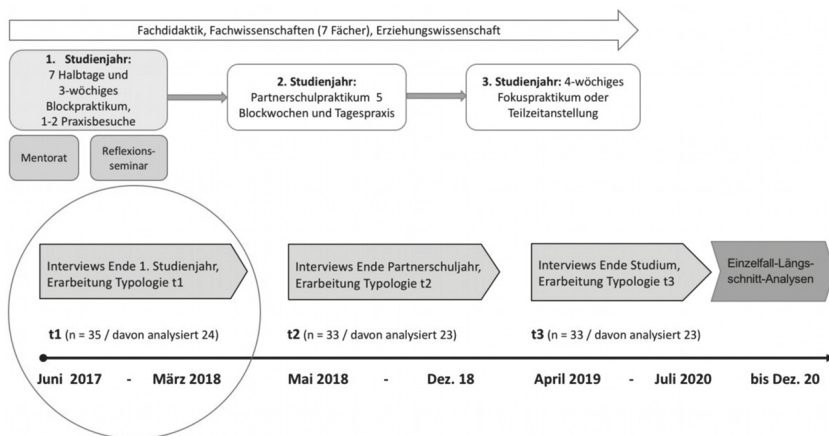 Fachdidaktik, Fachwissenschaften (7 Fächer), Erziehungswissenschaft
1. Studienjahr:
7 Halbtage und
3-wöchiges
Blockpraktikum,
1-2 Praxisbesuche
2. Studienjahr:
Partnerschulpraktikum 5
Blockwochen und Tagespraxis
3. Studienjahr: 4-wöchiges
Fokuspraktikum oder
Teilzeitanstellung
Mentorat
Reflexions-
seminar
Interviews Ende 1. Studienjahr,
Erarbeitung Typologie t1
Interviews Ende Partnerschuljahr,
Erarbeitung Typologie t2
Interviews Ende Studium,
Erarbeitung Typologie t3
Einzelfall-Längs-
schnitt-Analysen
t1 (n = 35 / davon analysiert 24)
t2 (n = 33 / davon analysiert 23)
t3 (n = 33 / davon analysiert 23)
Juni 2017 - März 2018
Mai 2018 - Dez. 18
April 2019 - Juli 2020
bis Dez. 20